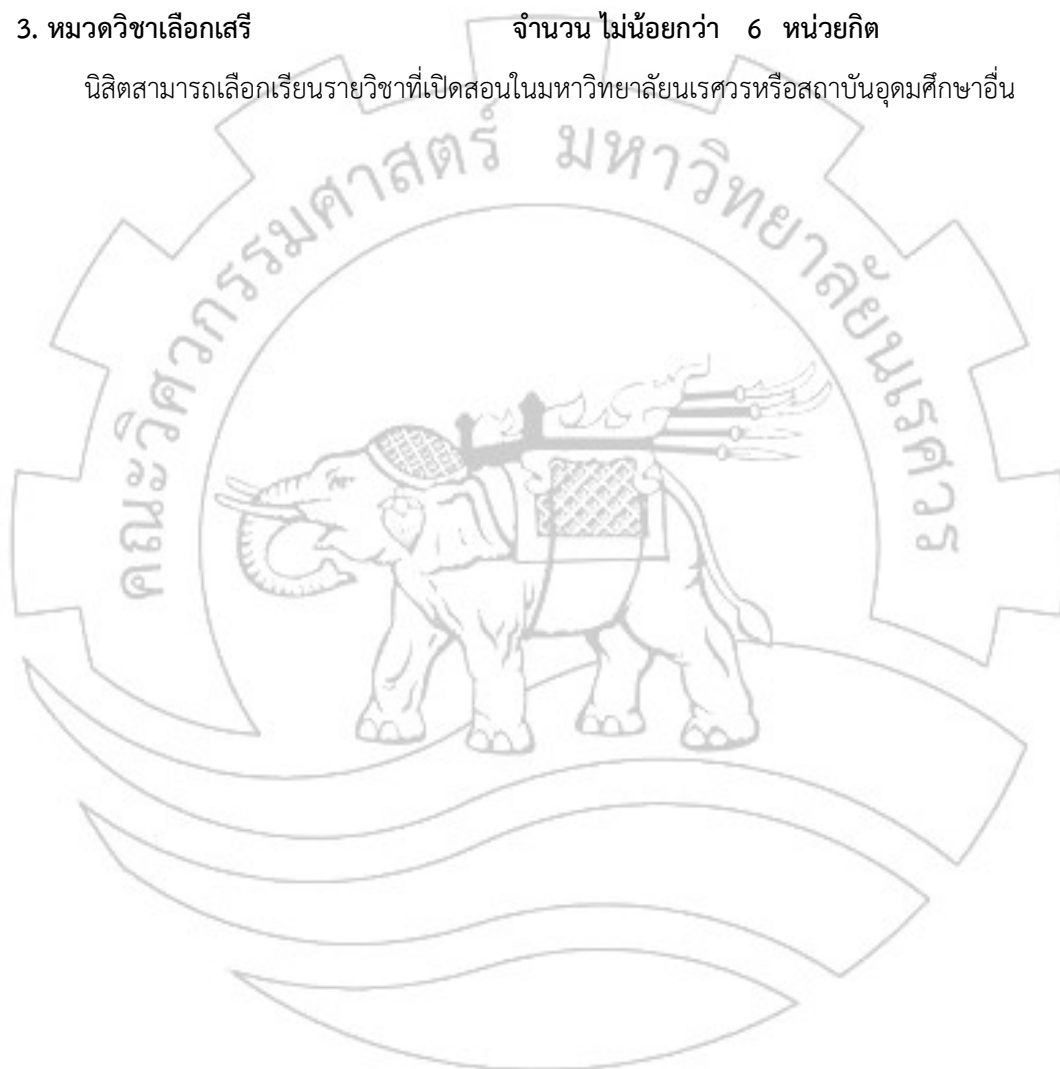 3. หมวดวิชาเลือกเสรี จำนวน ไม่น้อยกว่า 6 หน่วยกิต
นิสิตสามารถเลือกเรียนรายวิชาที่เปิดสอนในมหาวิทยาลัยนเรศวรหรือสถาบันอุดมศึกษาอื่น
คณะวิศวกรรมศาสตร์ มหาวิทยาลัยนเรศวร